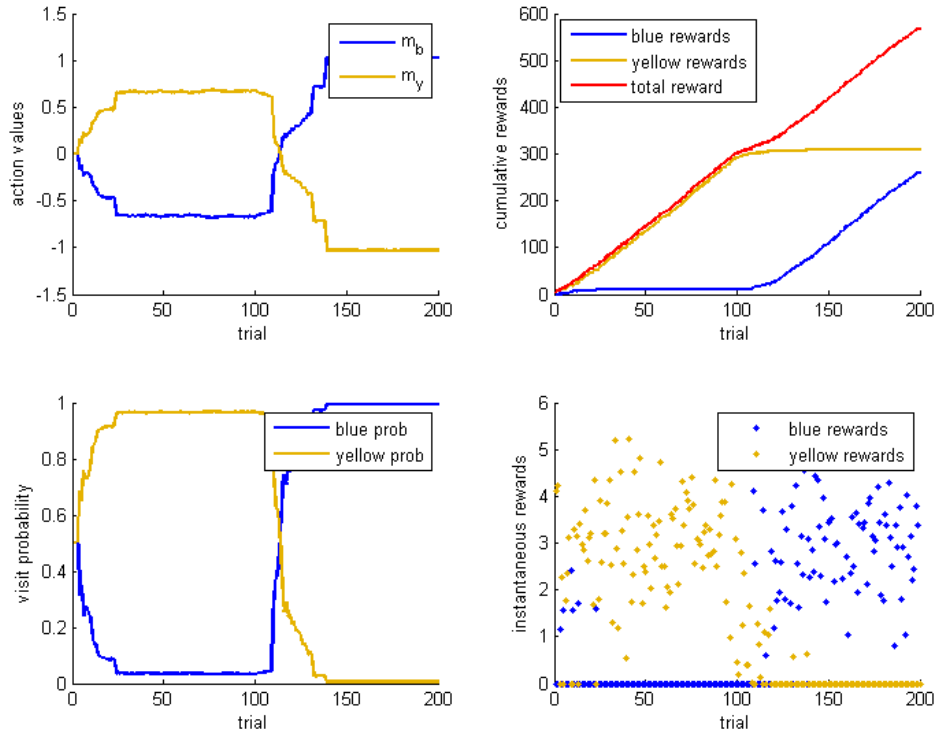 1.5
1
0.5
0
-0.5
-1
-1.5
action values
0 50 100 150 200
trial
m_b
m_y
600
500
400
300
200
100
0
cumulative rewards
0 50 100 150 200
trial
blue rewards
yellow rewards
total reward
1
0.8
0.6
0.4
0.2
0
visit probability
0 50 100 150 200
trial
blue prob
yellow prob
6
5
4
3
2
1
0
instantaneous rewards
0 50 100 150 200
trial
blue rewards
yellow rewards